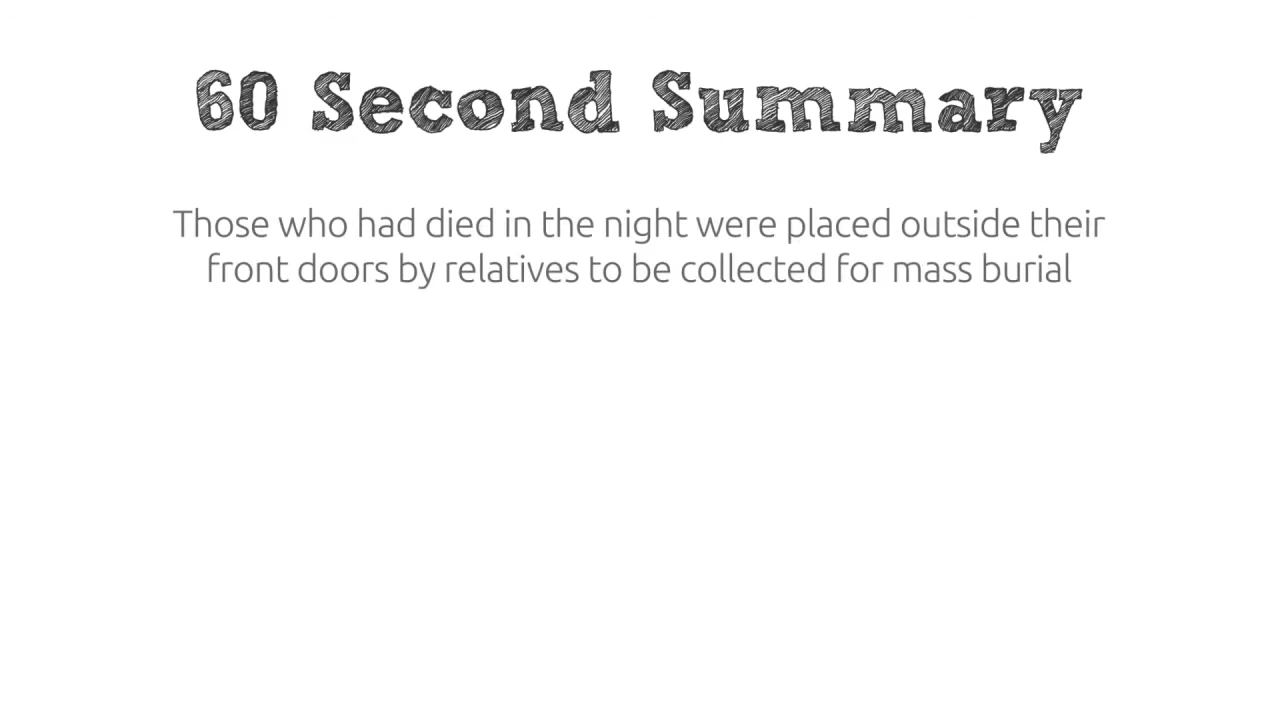 60 Second Summary
Those who had died in the night were placed outside their
front doors by relatives to be collected for mass burial